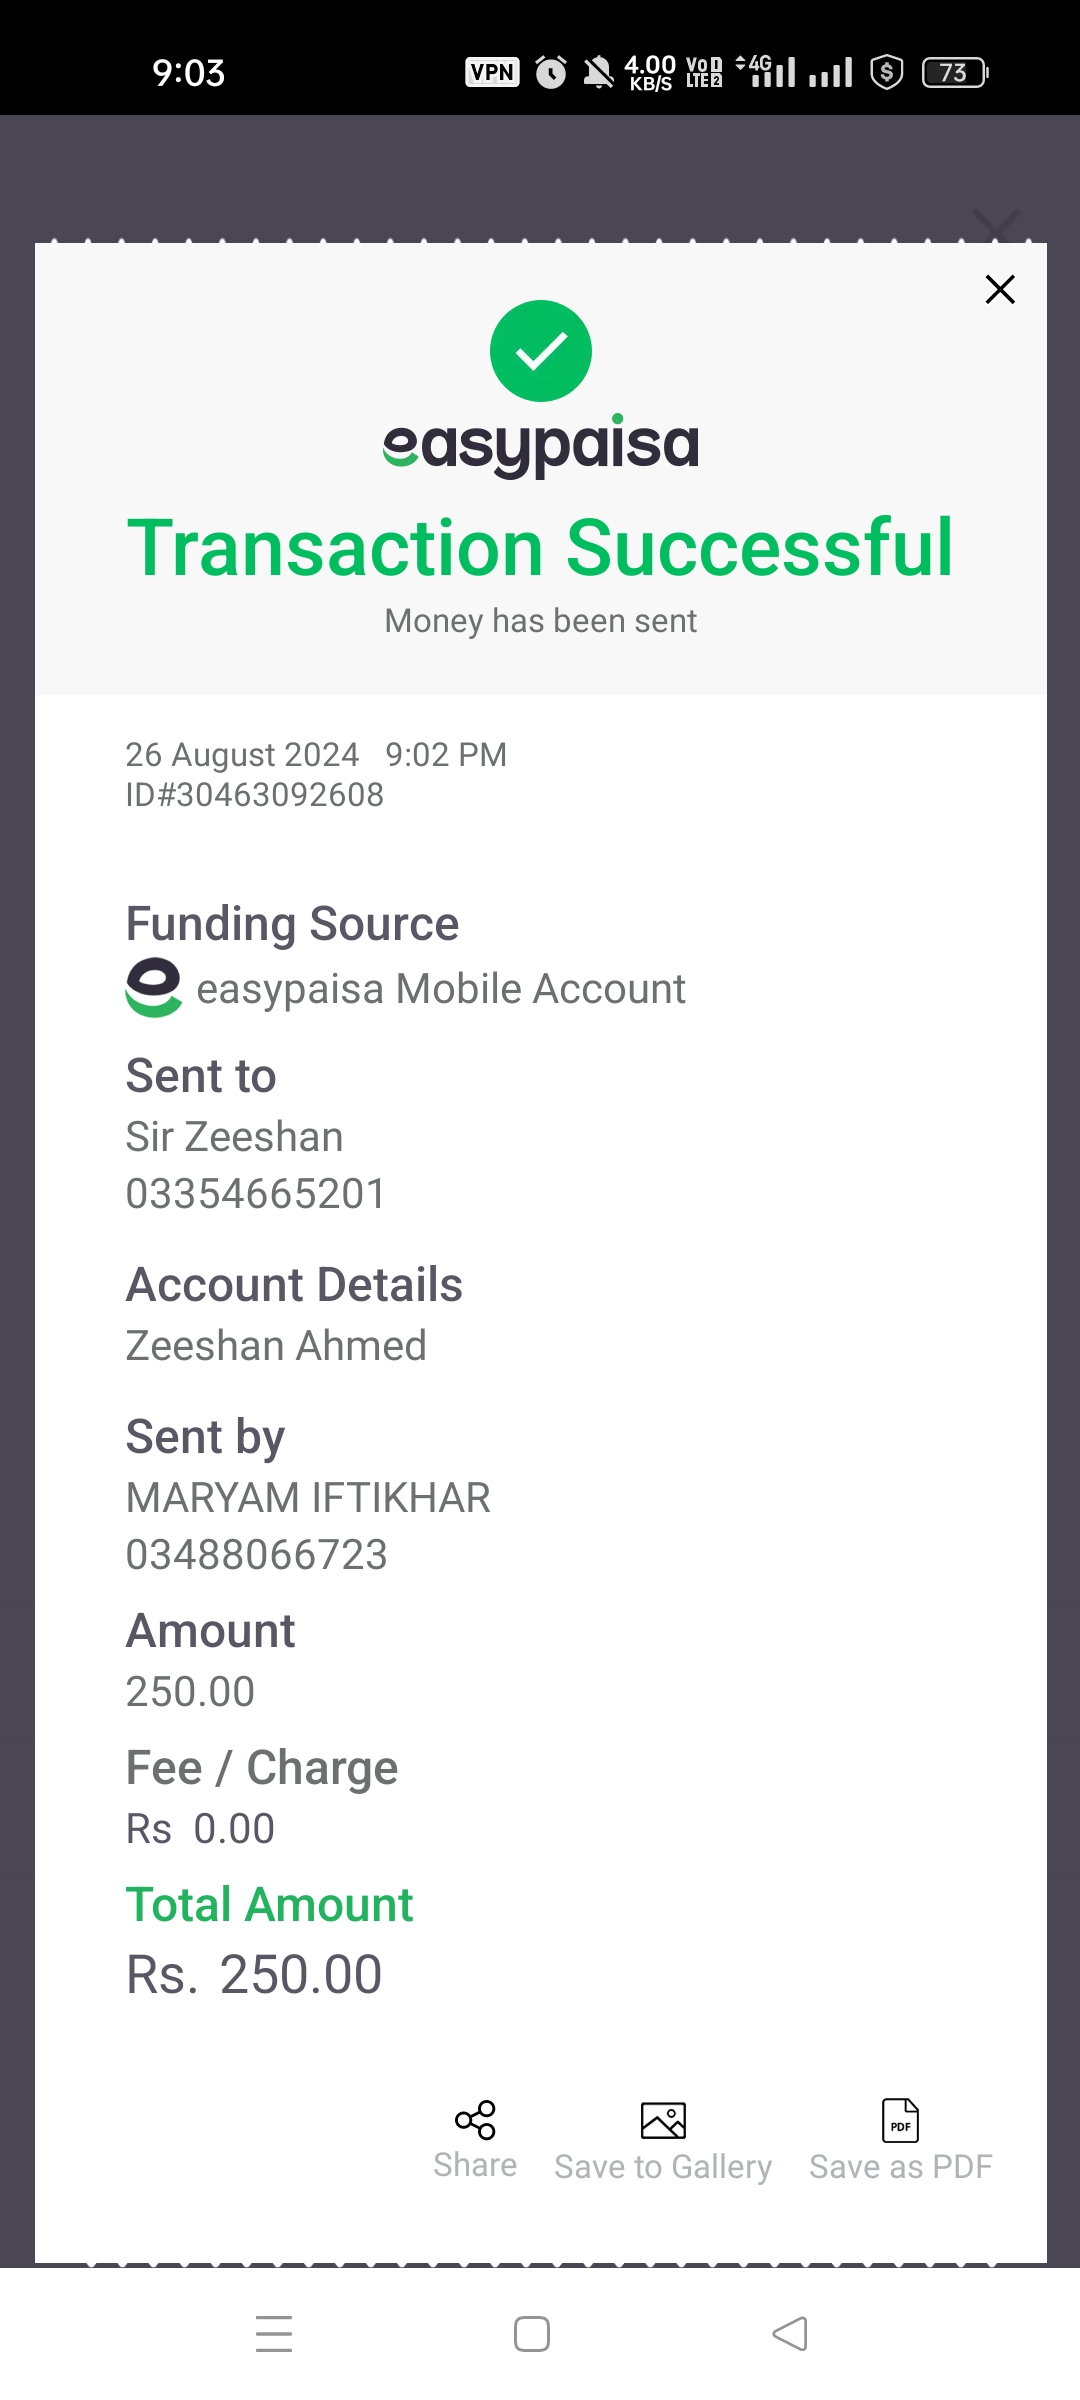 9:03 VPN 4.00 KB/S VoD LTE2 4G 73
easypaisa
Transaction Successful
Money has been sent
26 August 2024 9:02 PM
ID#30463092608
Funding Source
easypaisa Mobile Account
Sent to
Sir Zeeshan
03354665201
Account Details
Zeeshan Ahmed
Sent by
MARYAM IFTIKHAR
03488066723
Amount
250.00
Fee / Charge
Rs 0.00
Total Amount
Rs. 250.00
PDF
Share Save to Gallery Save as PDF